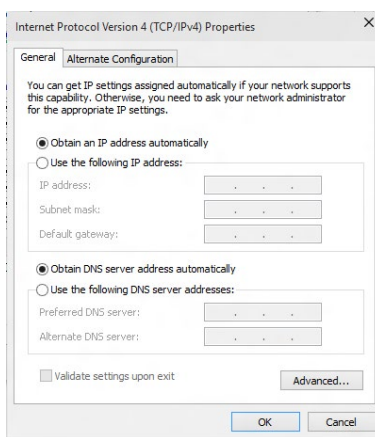 Internet Protocol Version 4 (TCP/IPv4) Properties
General Alternate Configuration
You can get IP settings assigned automatically if your network supports
this capability. Otherwise, you need to ask your network administrator
for the appropriate IP settings.
Obtain an IP address automatically
Use the following IP address:
IP address:
Subnet mask:
Default gateway:
Obtain DNS server address automatically
Use the following DNS server addresses:
Preferred DNS server:
Alternate DNS server:
Validate settings upon exit
Advanced...
OK Cancel